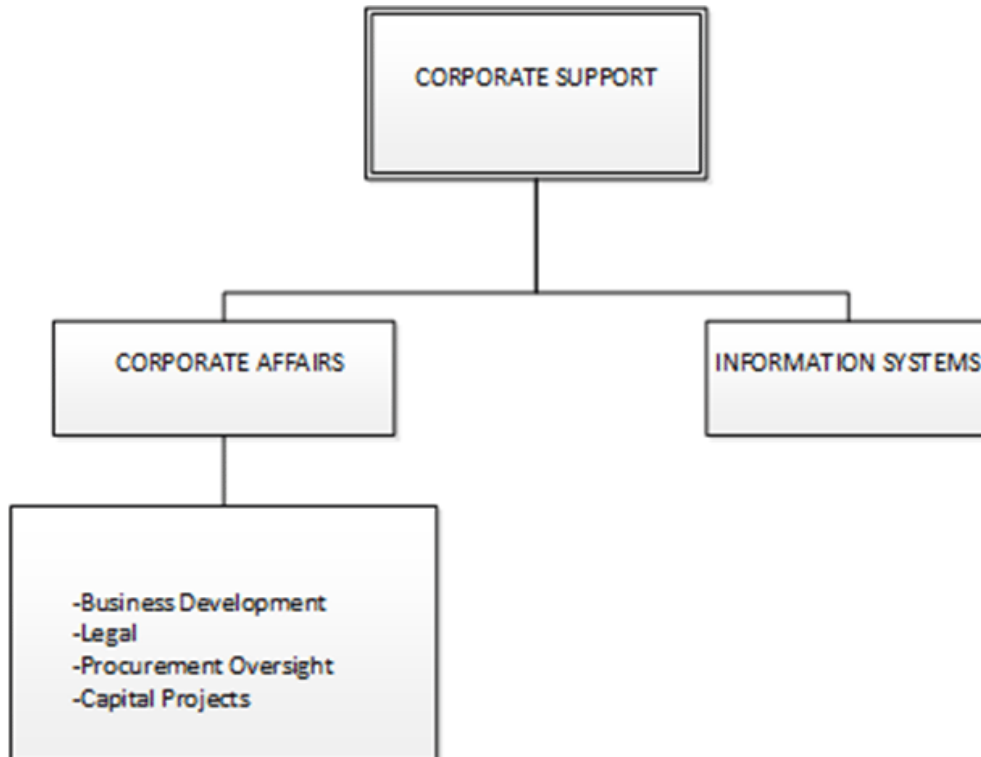 CORPORATE SUPPORT
CORPORATE AFFAIRS
INFORMATION SYSTEMS
-Business Development
-Legal
-Procurement Oversight
-Capital Projects